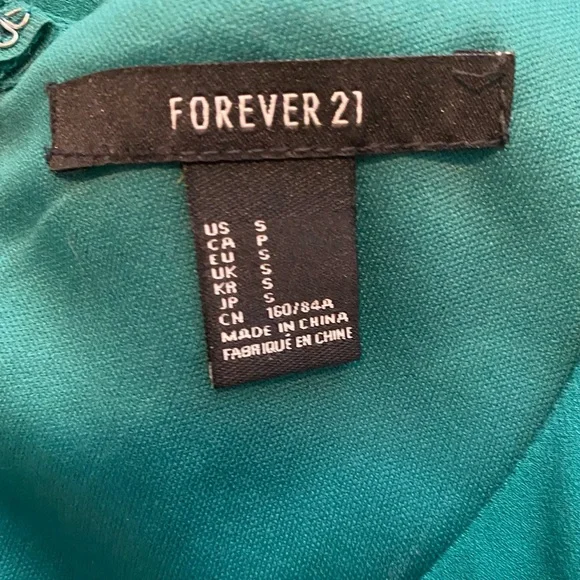 FOREVER 21
US S
CA P
EU S
UK S
KR S
JP S
CN 160/84A
MADE IN CHINA
FABRIQUÉ EN CHINE